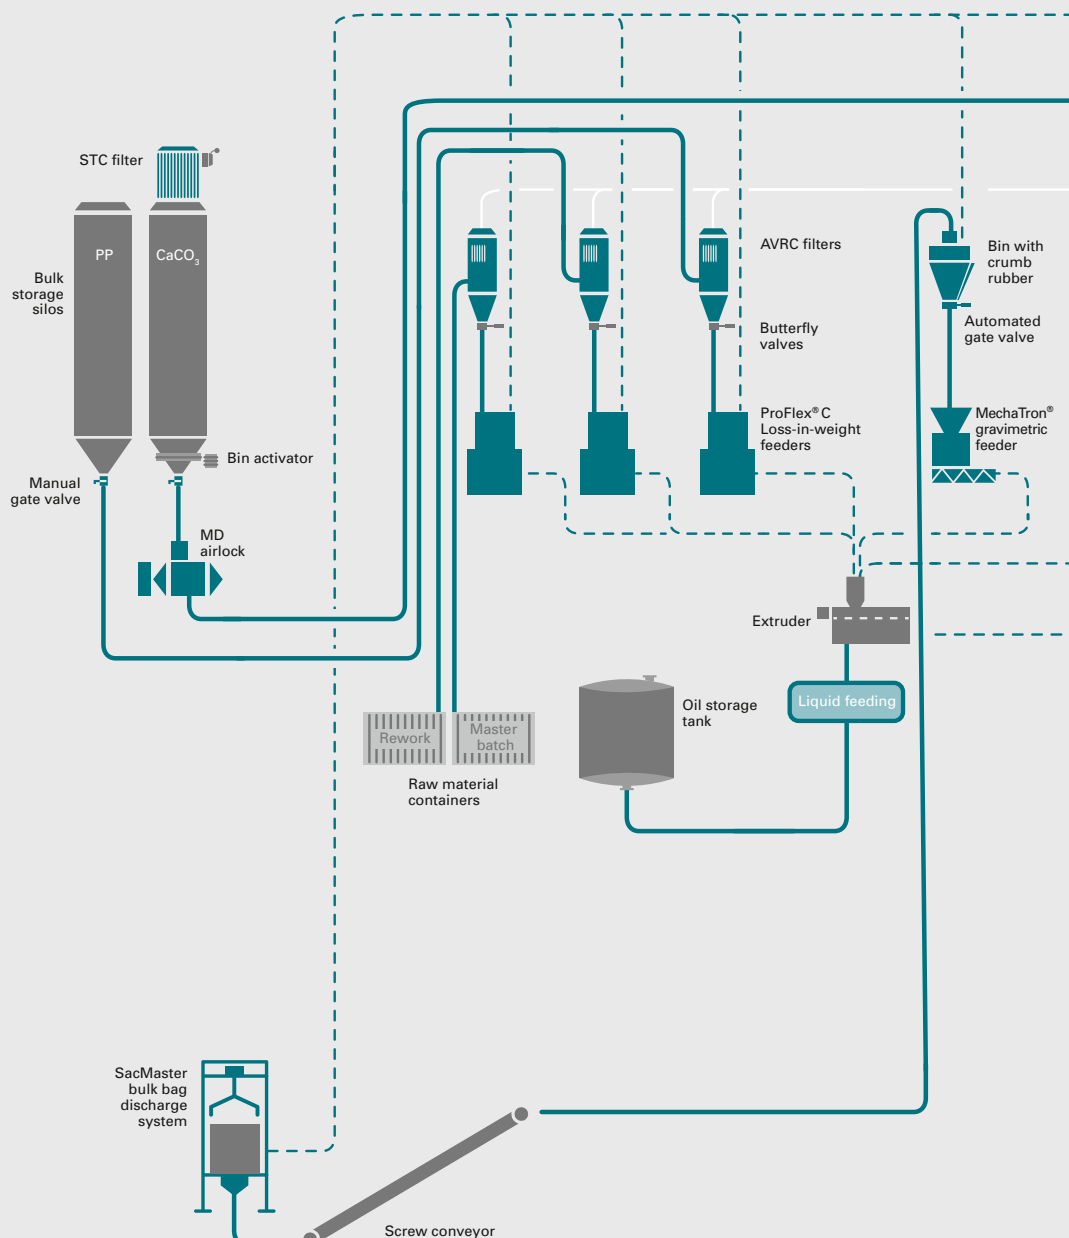 STC filter
PP
CaCO3
Bulk
storage
silos
AVRC filters
Bin with
crumb
rubber
Butterfly
valves
Automated
gate valve
ProFlex® C
Loss-in-weight
feeders
MechaTron®
gravimetric
feeder
Bin activator
Manual
gate valve
MD
airlock
Extruder
Liquid feeding
Oil storage
tank
Rework
Master
batch
Raw material
containers
SacMaster
bulk bag
discharge
system
Screw conveyor